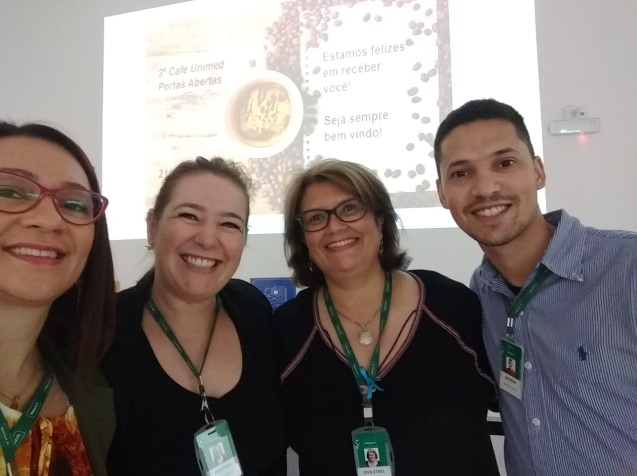 3º Café Unimed
Portas Abertas
Estamos felizes
em receber
você!
Seja sempre
bem vindo!